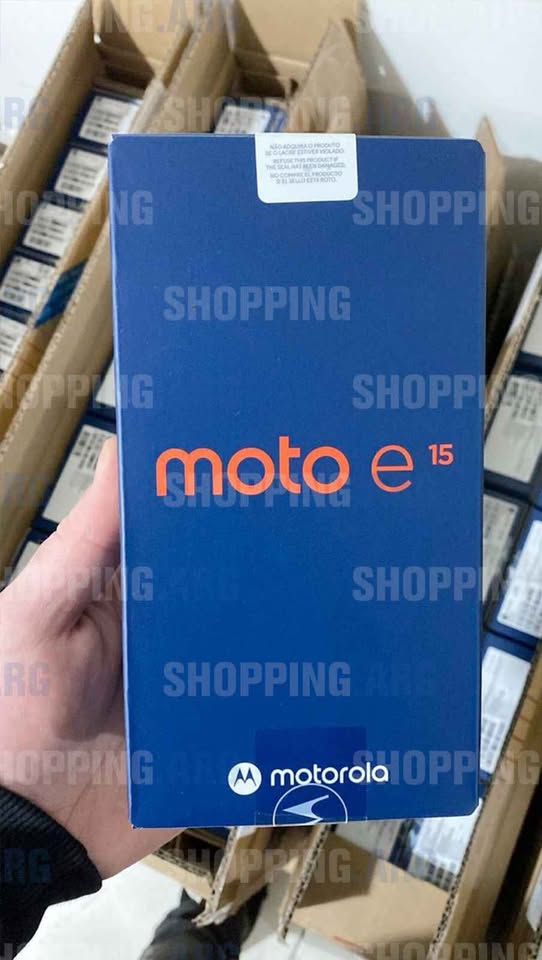 SHOPPING.ARG
NÃO ADQUIRA O PRODUTO
SE O LACRE ESTIVER VIOLADO.
REFUSE THIS PRODUCT IF
THE SEAL HAS BEEN DAMAGED.
NO COMPRE EL PRODUCTO
SI EL SELLO ESTÁ ROTO.
moto e 15
motorola